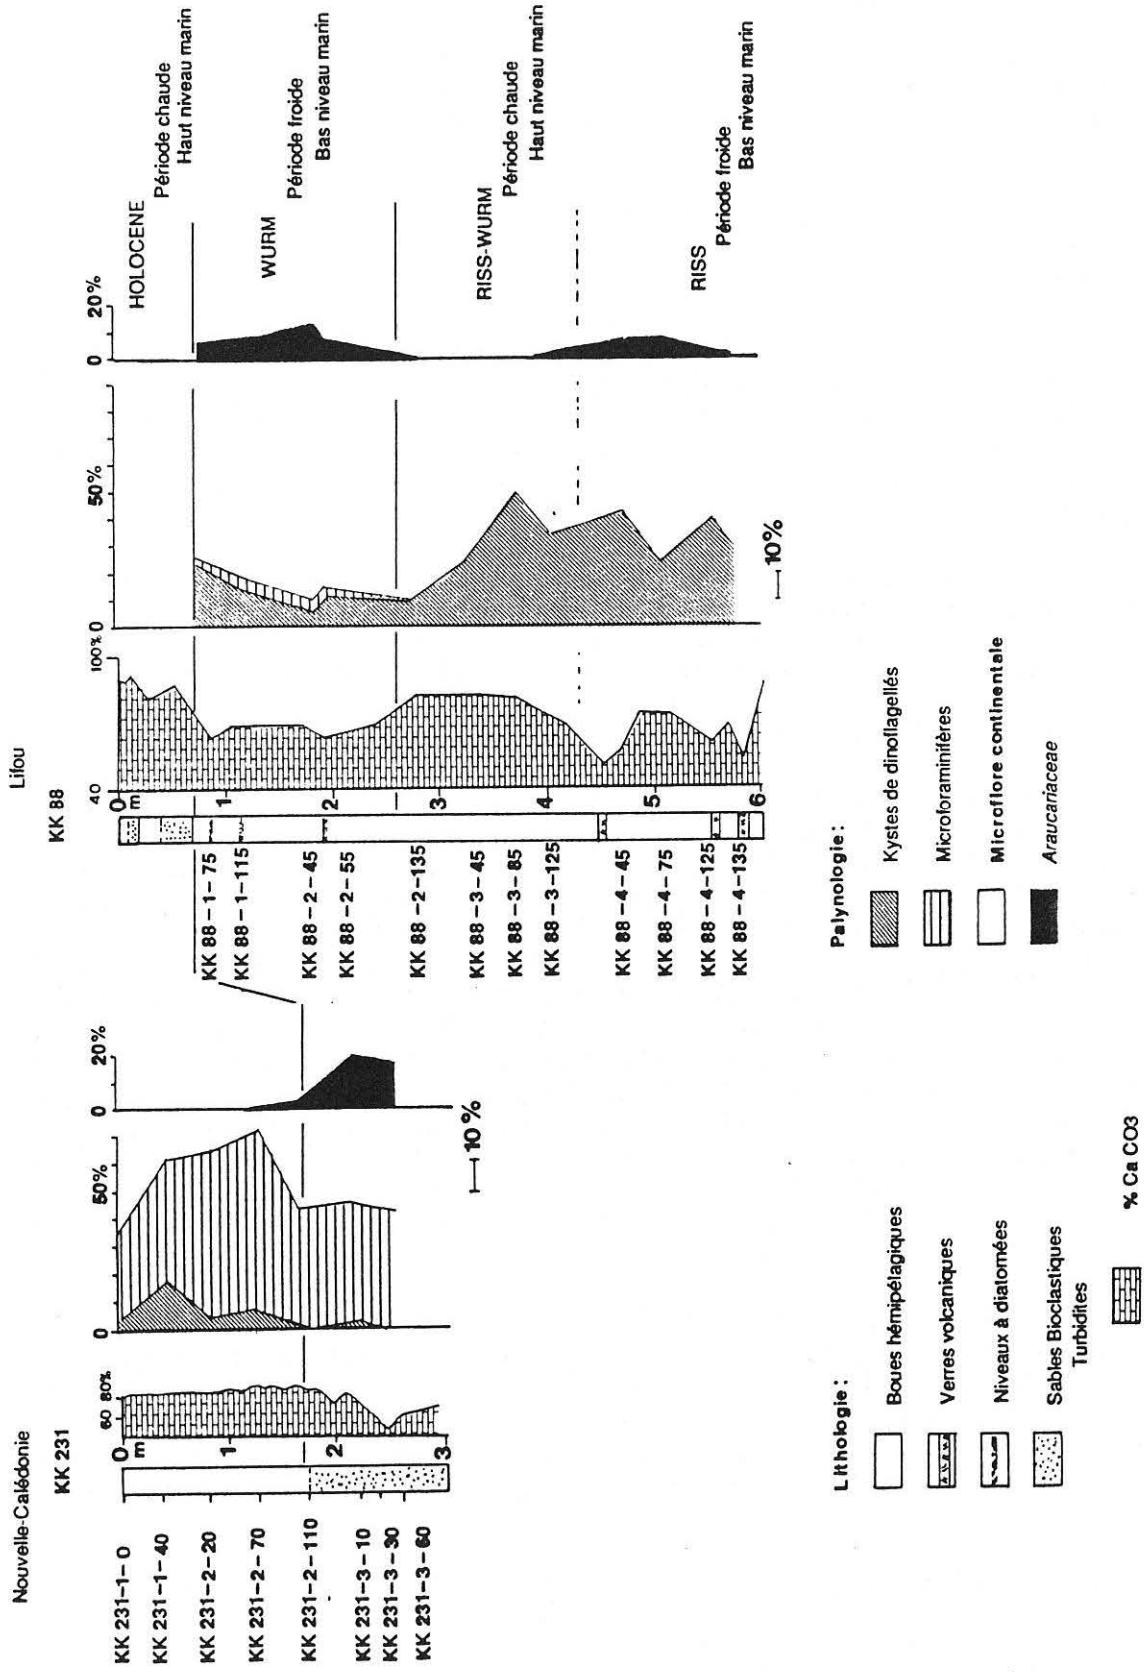 Nouvelle-Calédonie
KK 231
Lifou
KK 88
60 80%
0 50%
0 20%
40 100%
0 50%
0 20%
KK 231-1-0
KK 231-1-40
KK 231-2-20
KK 231-2-70
KK 231-2-110
KK 231-3-10
KK 231-3-30
KK 231-3-60
0
m
1
2
3
10%
KK 88-1-75
KK 88-1-115
KK 88-2-45
KK 88-2-55
KK 88-2-135
KK 88-3-45
KK 88-3-85
KK 88-3-125
KK 88-4-45
KK 88-4-75
KK 88-4-125
KK 88-4-135
0
m
1
2
3
4
5
6
10%
HOLOCENE
Période chaude
Haut niveau marin
WURM
Période froide
Bas niveau marin
RISS-WURM
Période chaude
Haut niveau marin
RISS
Période froide
Bas niveau marin
Lithologie :
Boues hémipélagiques
Verres volcaniques
Niveaux à diatomées
Sables Bioclastiques
Turbidites
% Ca CO3
Palynologie :
Kystes de dinollagellés
Microforaminifères
Microflore continentale
Araucariaceae